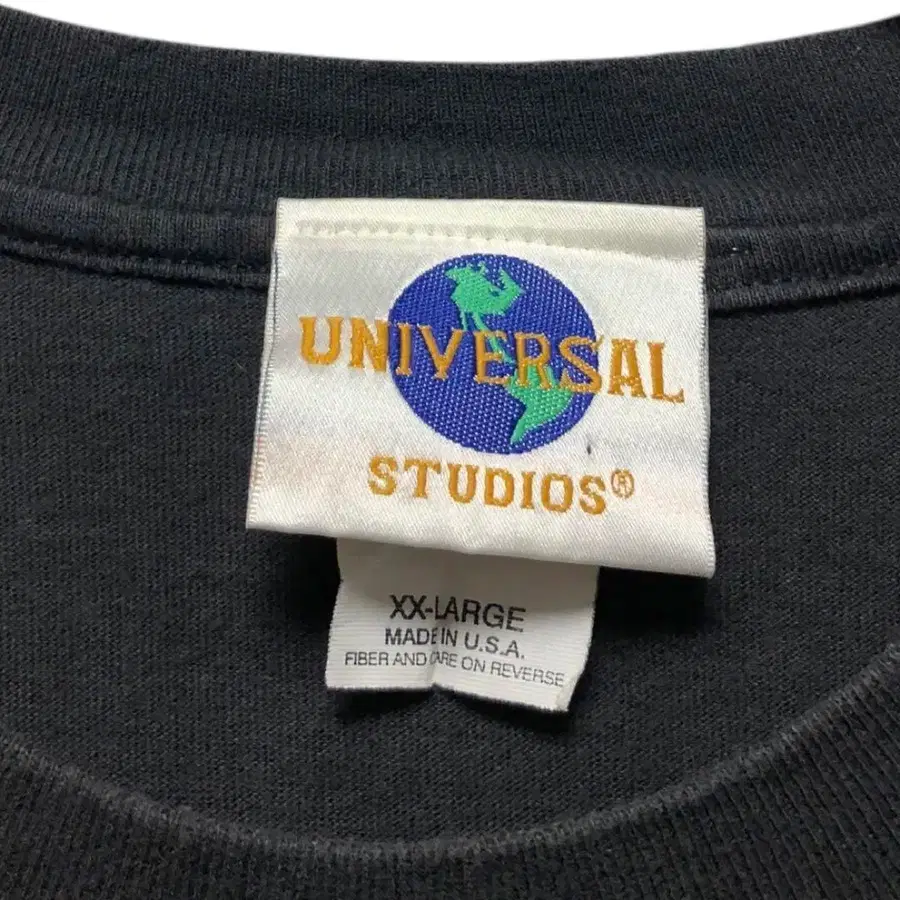 UNIVERSAL
STUDIOS®
XX-LARGE
MADE IN U.S.A.
FIBER AND CARE ON REVERSE